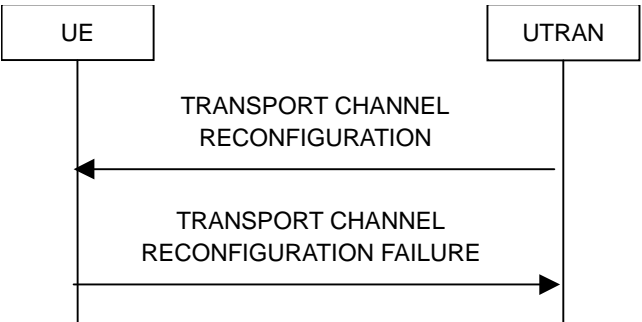 UE
UTRAN
TRANSPORT CHANNEL
RECONFIGURATION
TRANSPORT CHANNEL
RECONFIGURATION FAILURE